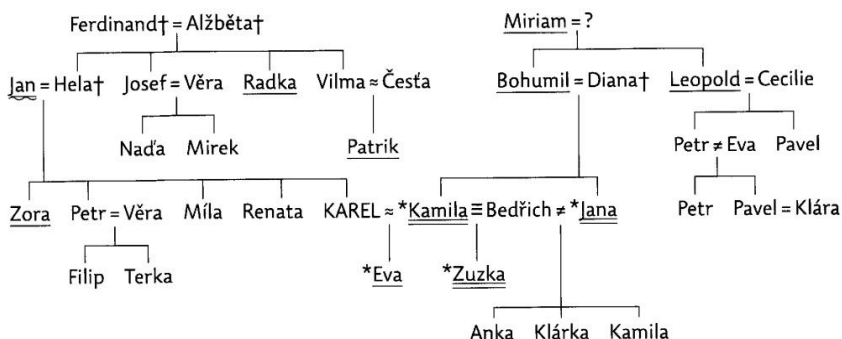 Ferdinand† = Alžběta† Miriam = ?
Jan = Hela† Josef = Věra Radka Vilma ≈ Česťa Bohumil = Diana† Leopold = Cecilie
Naďa Mirek Patrik Petr ≠ Eva Pavel
Zora Petr = Věra Míla Renata KAREL ≈ *Kamila ≡ Bedřich ≠ *Jana Petr Pavel = Klára
Filip Terka *Eva *Zuzka
Anka Klárka Kamila